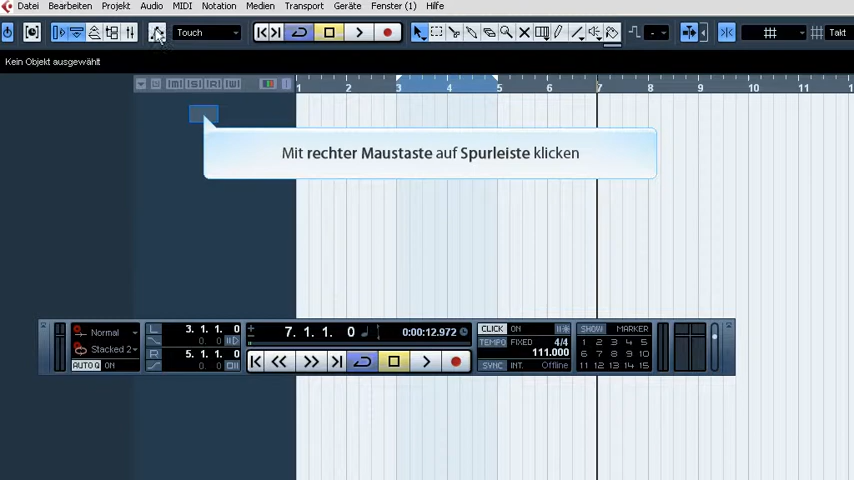 Datei Bearbeiten Projekt Audio MIDI Notation Medien Transport Geräte Fenster (1) Hilfe
Touch - Takt
Kein Objekt ausgewählt
M S R W
1 2 3 4 5 6 7 8 9 10 11
Mit rechter Maustaste auf Spurleiste klicken
Normal
Stacked 2
AUTO Q ON
L 3. 1. 1. 0
0. 0
R 5. 1. 1. 0
0. 0
7. 1. 1. 0 0:00:12.972
CLICK ON
TEMPO FIXED 4/4
111.000
SYNC INT. Offline
SHOW MARKER
1 2 3 4 5
6 7 8 9 10
11 12 13 14 15